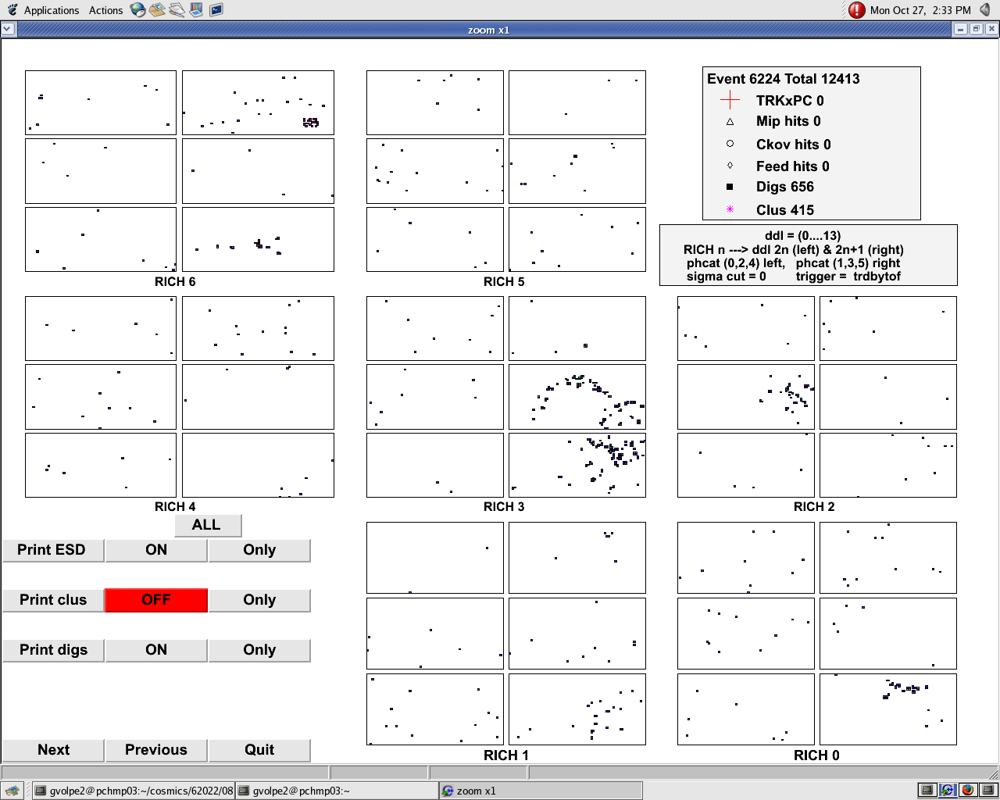 Applications Actions Mon Oct 27, 2:33 PM
zoom x1
Event 6224 Total 12413
TRKxPC 0
Mip hits 0
Ckov hits 0
Feed hits 0
Digs 656
Clus 415
ddl = (0....13)
RICH n ---> ddl 2n (left) & 2n+1 (right)
phcat (0,2,4) left, phcat (1,3,5) right
sigma cut = 0 trigger = trdbytof
RICH 6 RICH 5
RICH 4 RICH 3 RICH 2
ALL
Print ESD ON Only
Print clus OFF Only
Print digs ON Only
Next Previous Quit
RICH 1 RICH 0
gvolpe2@pchmp03:~/cosmics/62022/08 gvolpe2@pchmp03:~ zoom x1